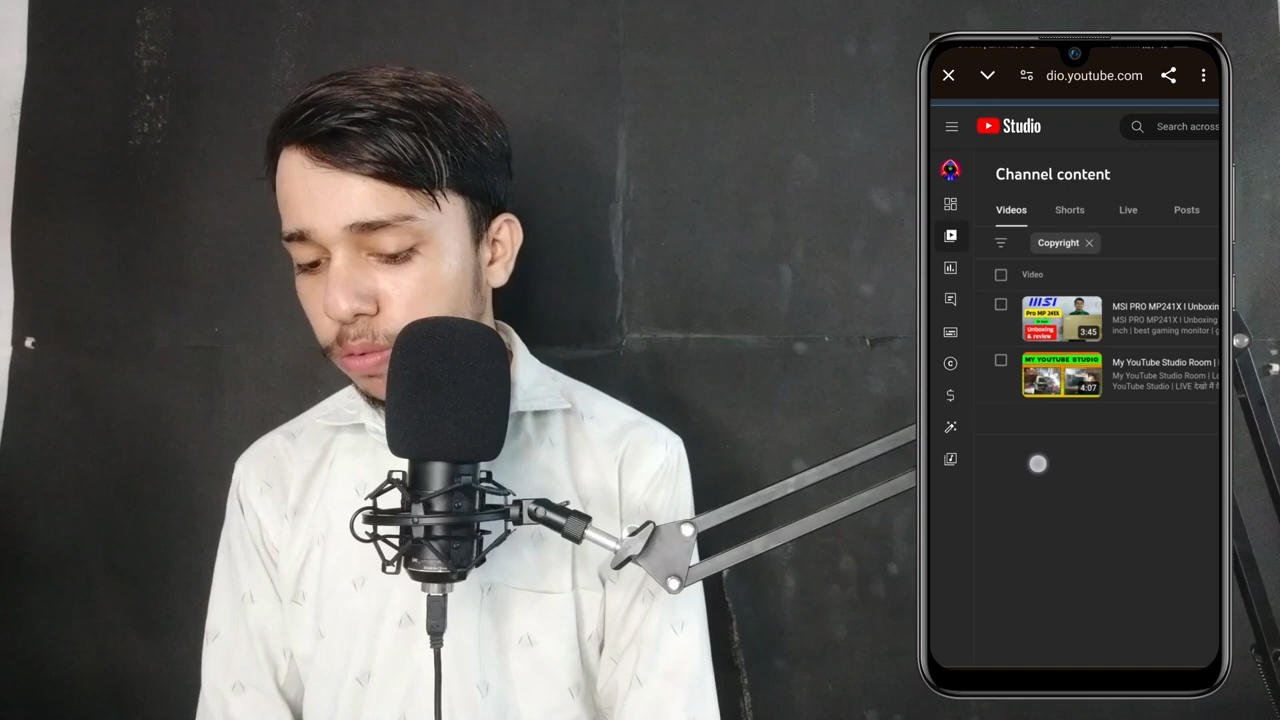 dio.youtube.com
Studio
Search across
Channel content
Videos Shorts Live Posts
Copyright
Video
MSI
Pro MP 241X
Unboxing
& review
3:45
MSI PRO MP241X I Unboxin
MSI PRO MP241X | Unboxing
inch | best gaming monitor | g
MY YOUTUBE STUDIO
4:07
My YouTube Studio Room |
My YouTube Studio Room | L
YouTube Studio | LIVE देखो मैं